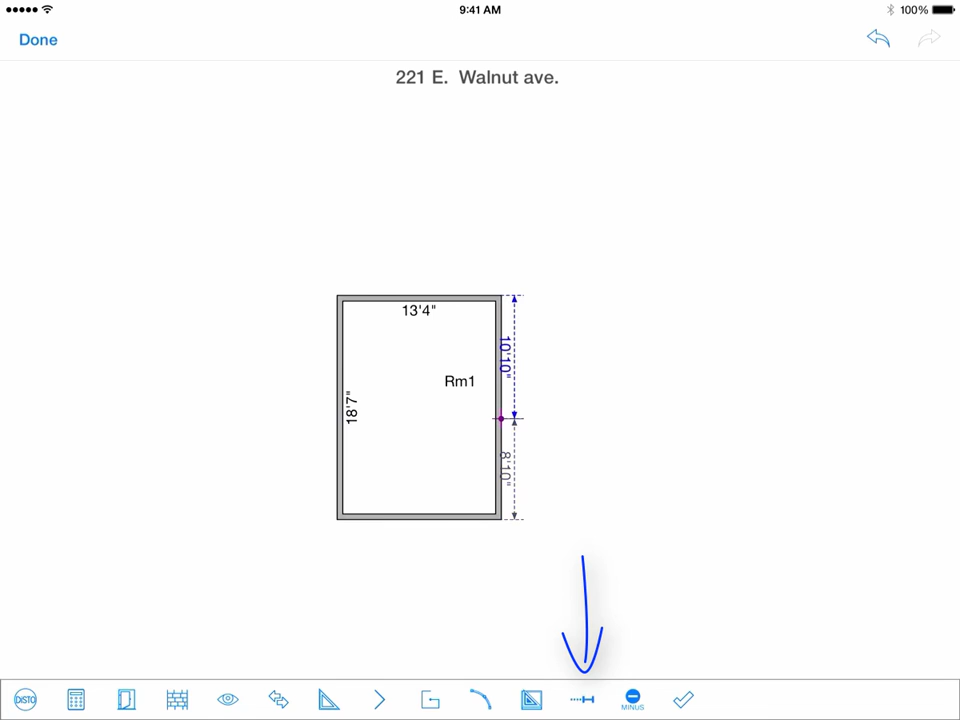 9:41 AM
100%
Done
221 E. Walnut ave.
13'4"
10'10"
Rm1
18'7"
8'10"
DISTO
MINUS